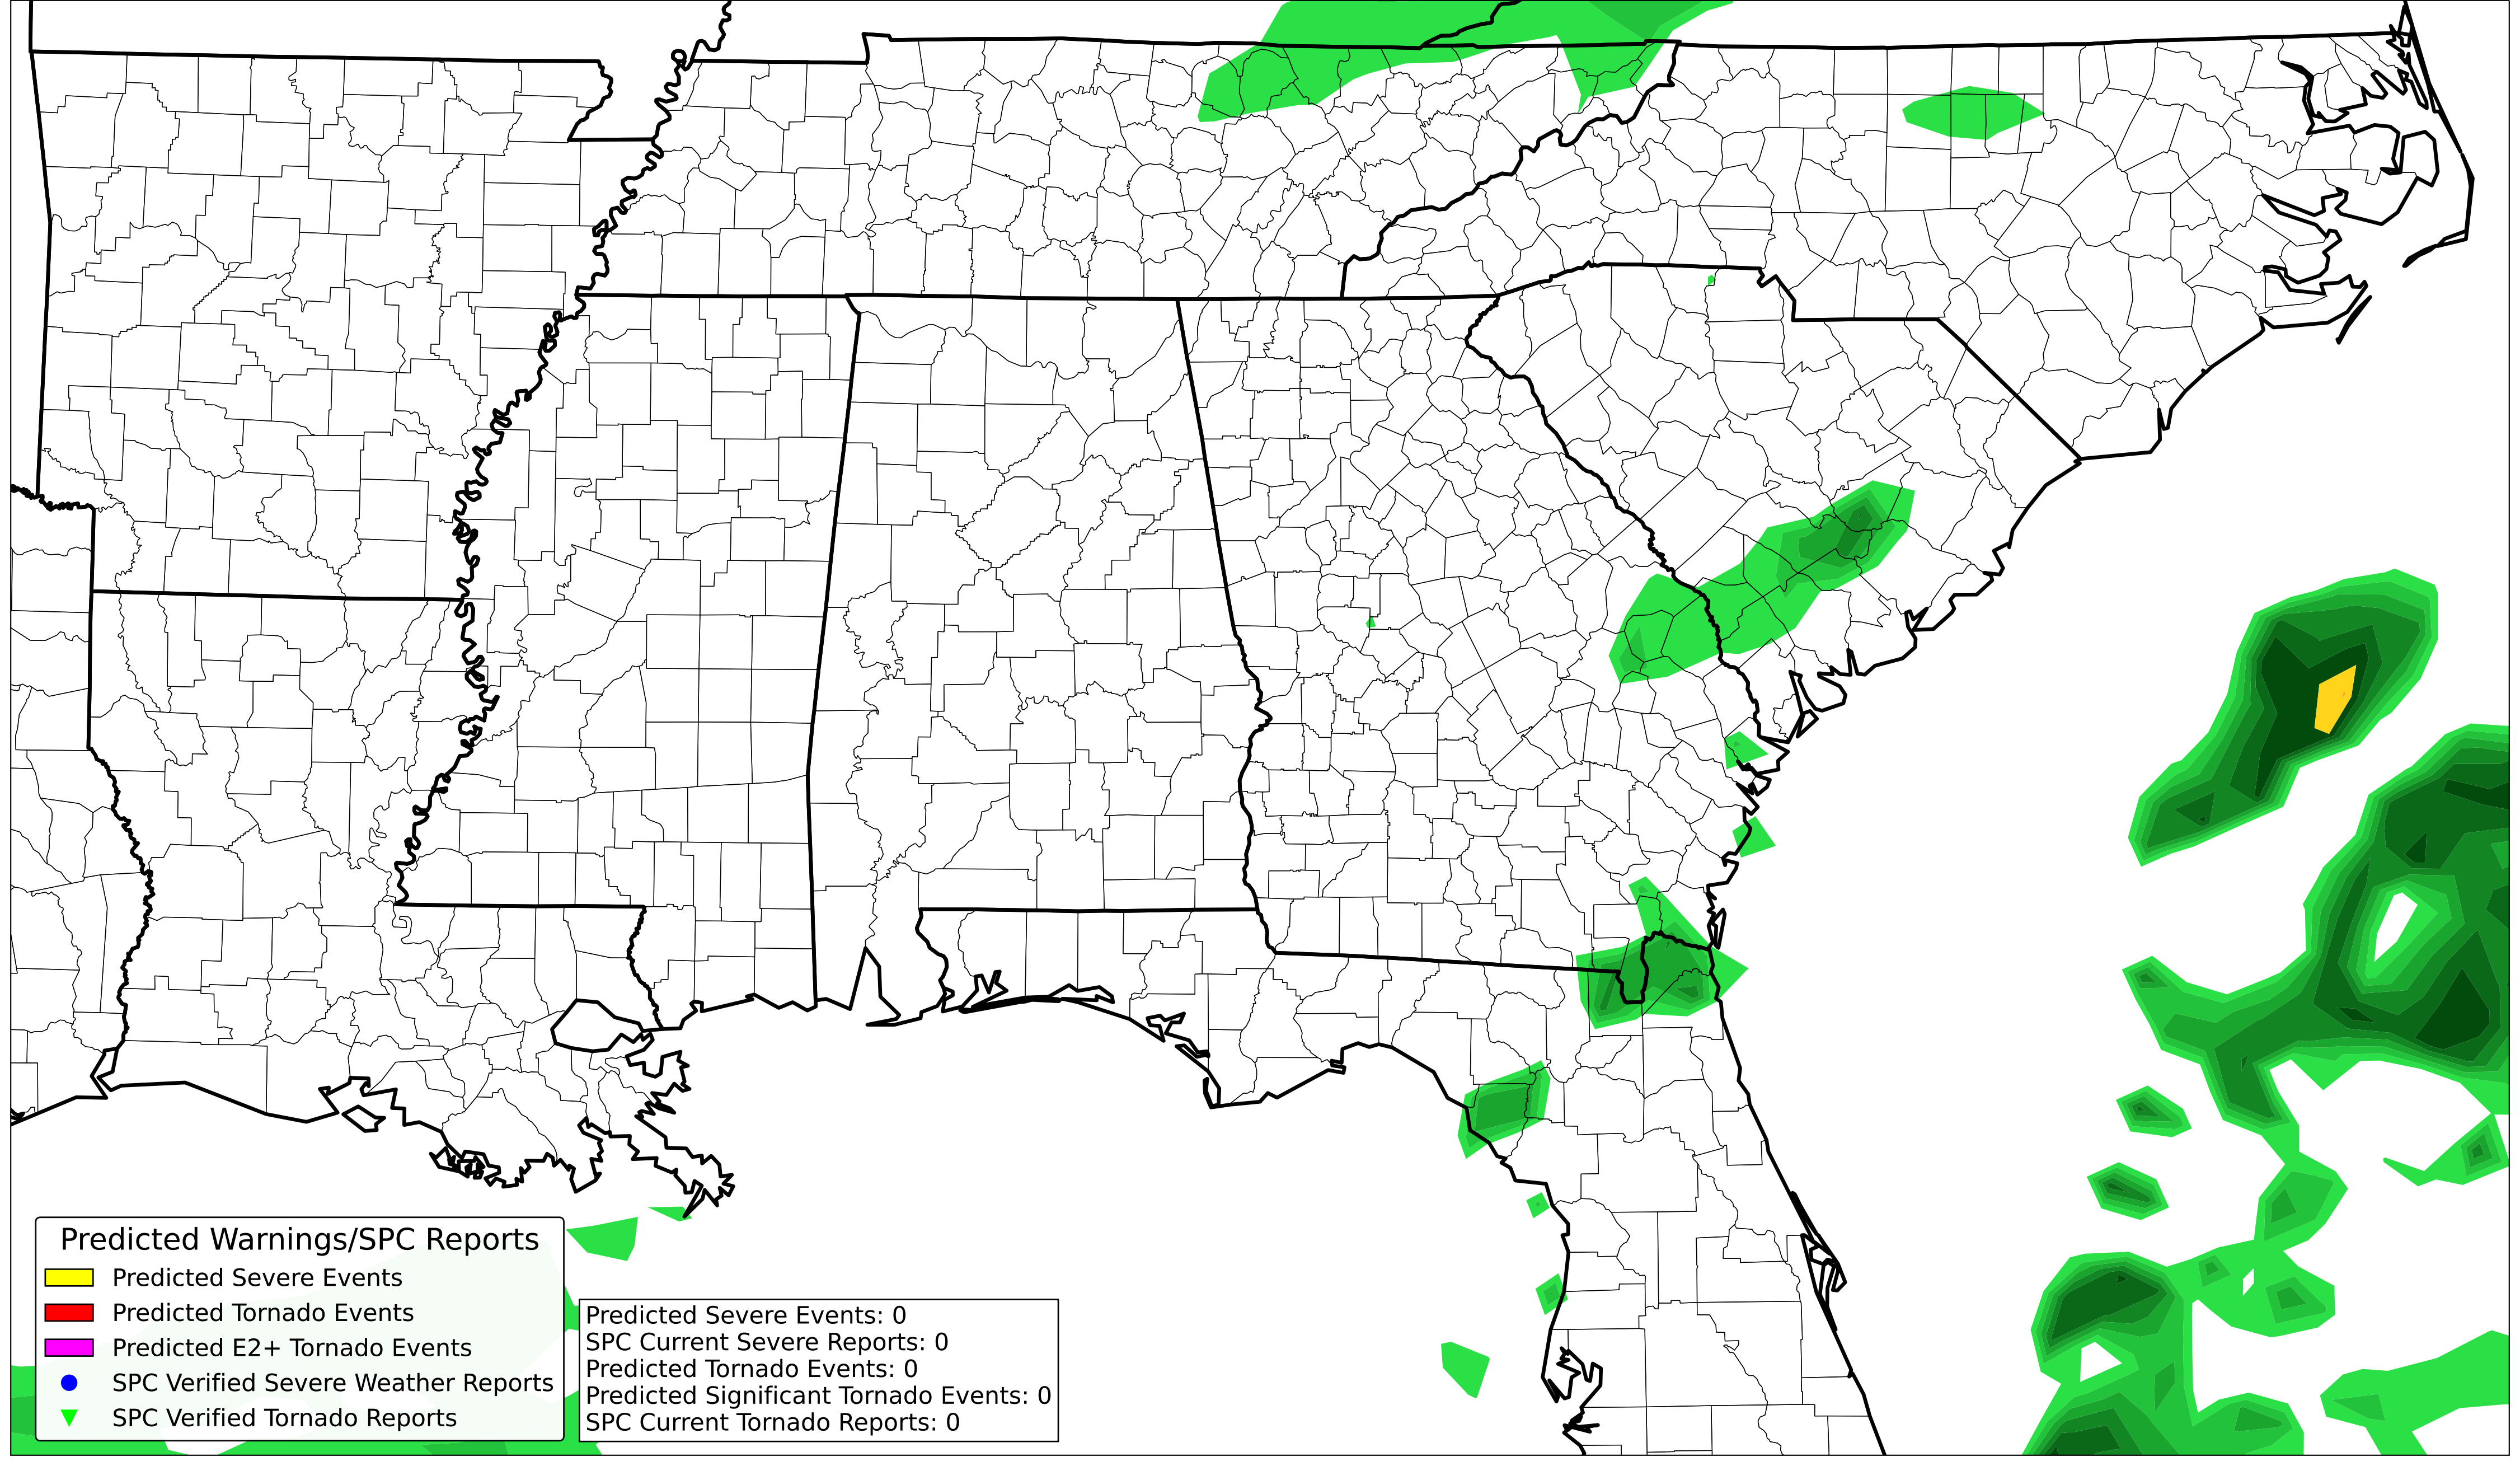 Predicted Warnings/SPC Reports
Predicted Severe Events
Predicted Tornado Events
Predicted E2+ Tornado Events
SPC Verified Severe Weather Reports
SPC Verified Tornado Reports
Predicted Severe Events: 0
SPC Current Severe Reports: 0
Predicted Tornado Events: 0
Predicted Significant Tornado Events: 0
SPC Current Tornado Reports: 0